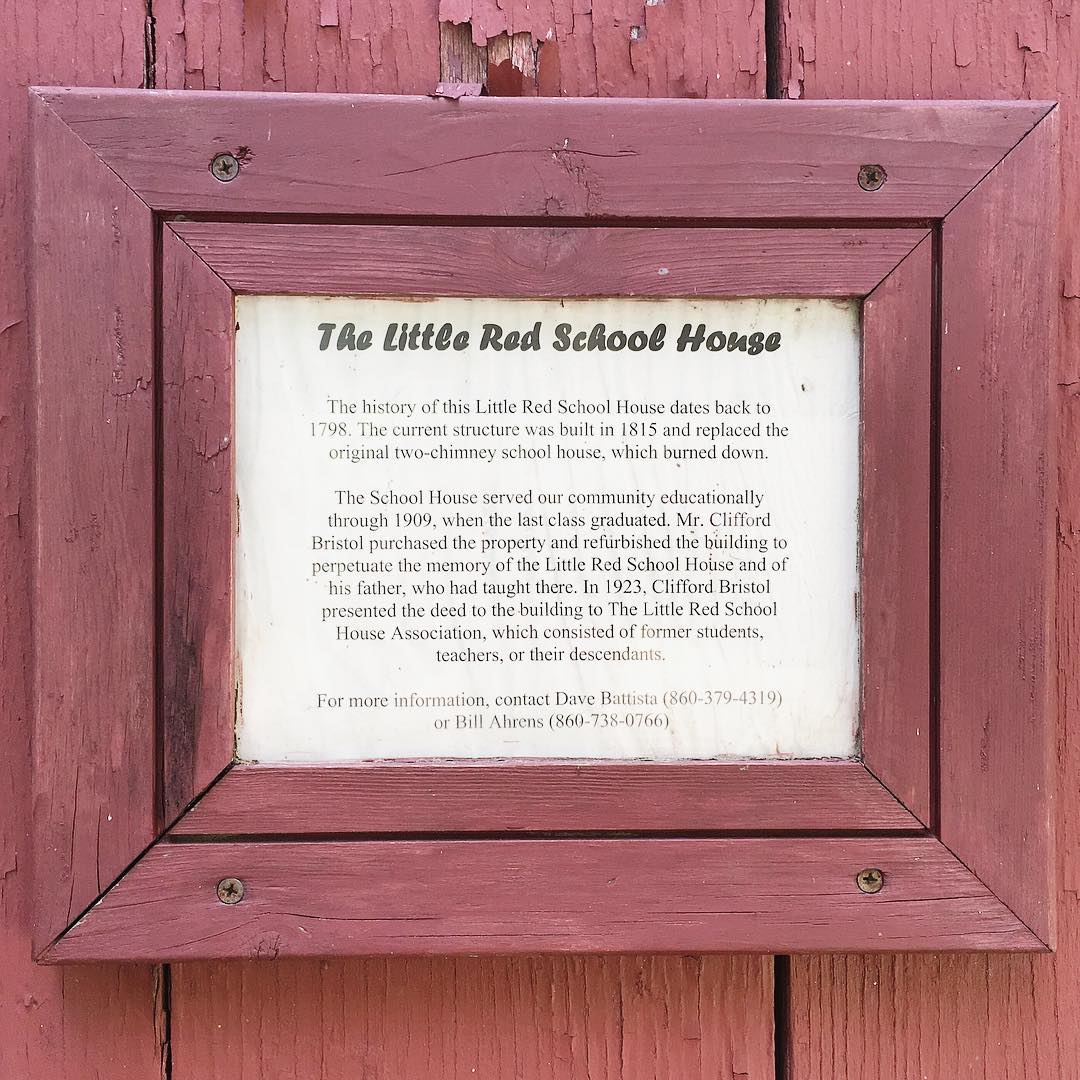 The Little Red School House
The history of this Little Red School House dates back to
1798. The current structure was built in 1815 and replaced the
original two-chimney school house, which burned down.
The School House served our community educationally
through 1909, when the last class graduated. Mr. Clifford
Bristol purchased the property and refurbished the building to
perpetuate the memory of the Little Red School House and of
his father, who had taught there. In 1923, Clifford Bristol
presented the deed to the building to The Little Red School
House Association, which consisted of former students,
teachers, or their descendants.
For more information, contact Dave Battista (860-379-4319)
or Bill Ahrens (860-738-0766)